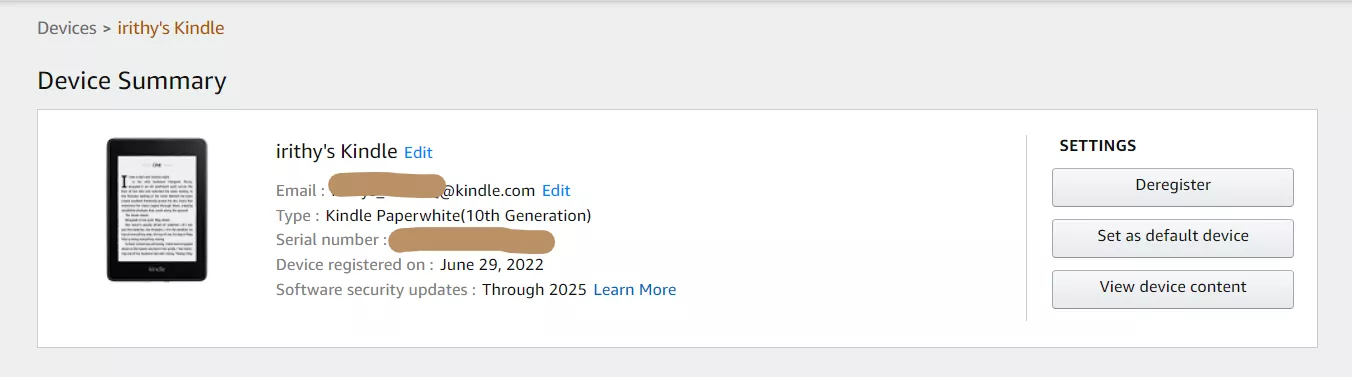 Devices > irithy's Kindle
Device Summary
irithy's Kindle Edit
Email : @kindle.com Edit
Type : Kindle Paperwhite(10th Generation)
Serial number :
Device registered on : June 29, 2022
Software security updates : Through 2025 Learn More
kindle
SETTINGS
Deregister
Set as default device
View device content